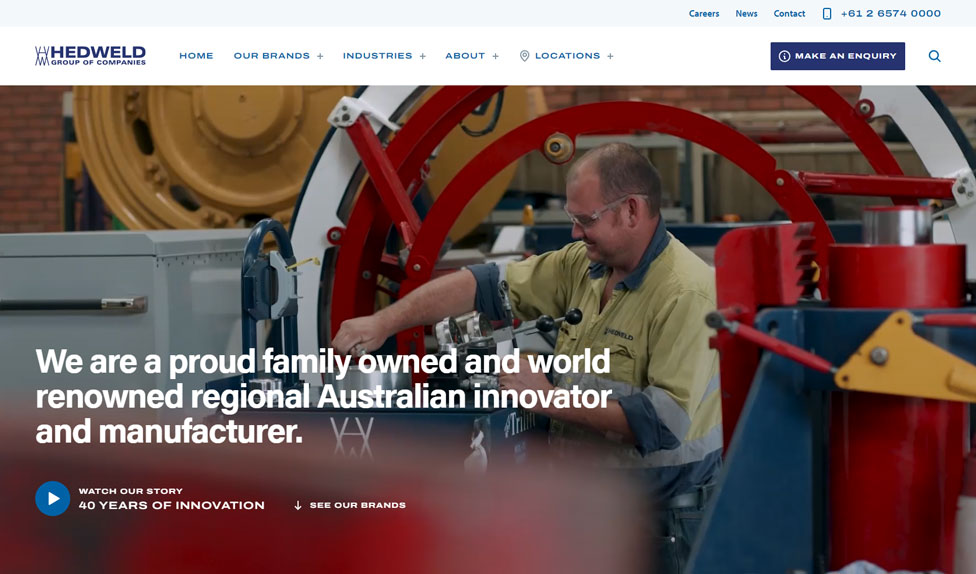 Careers News Contact +61 2 6574 0000
HEDWELD
GROUP OF COMPANIES
HOME OUR BRANDS + INDUSTRIES + ABOUT + LOCATIONS +
MAKE AN ENQUIRY
HEDWELD
We are a proud family owned and world
renowned regional Australian innovator
and manufacturer.
WATCH OUR STORY
40 YEARS OF INNOVATION
SEE OUR BRANDS